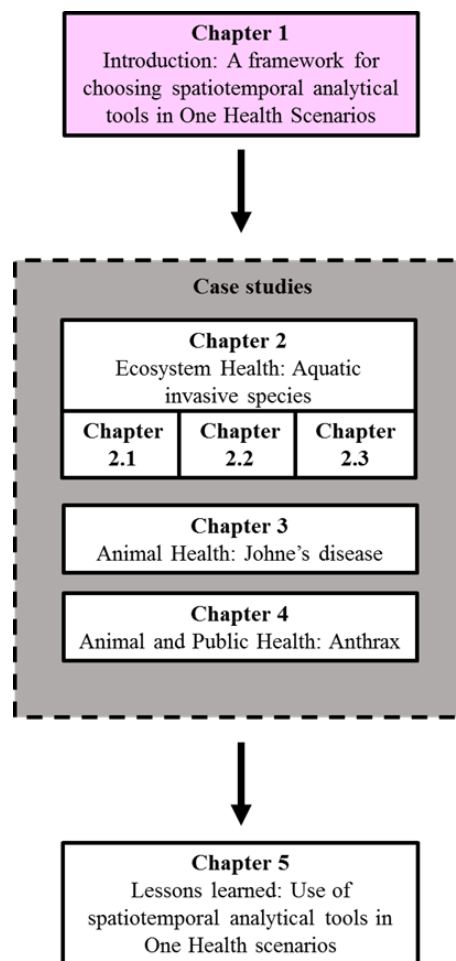 Chapter 1
Introduction: A framework for
choosing spatiotemporal analytical
tools in One Health Scenarios
Case studies
Chapter 2
Ecosystem Health: Aquatic
invasive species
Chapter
2.1
Chapter
2.2
Chapter
2.3
Chapter 3
Animal Health: Johne's disease
Chapter 4
Animal and Public Health: Anthrax
Chapter 5
Lessons learned: Use of
spatiotemporal analytical tools in
One Health scenarios